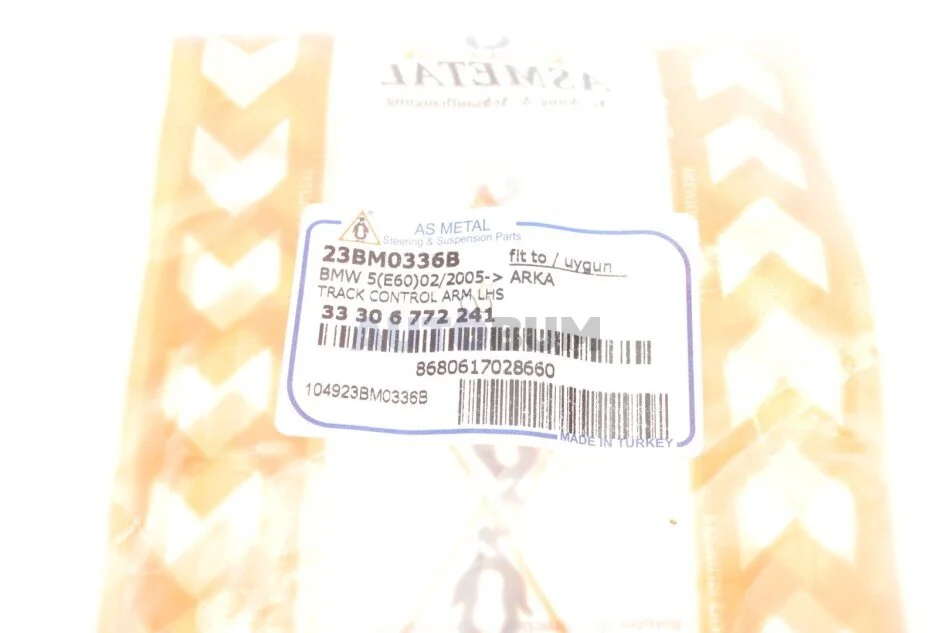 ASMETAL
AS METAL
Steering & Suspension Parts
23BM0336B
fit to / uygun
BMW 5(E60)02/2005-> ARKA
TRACK CONTROL ARM LHS
33 30 6 772 241
8680617028660
104923BM0336B
MADE IN TURKEY